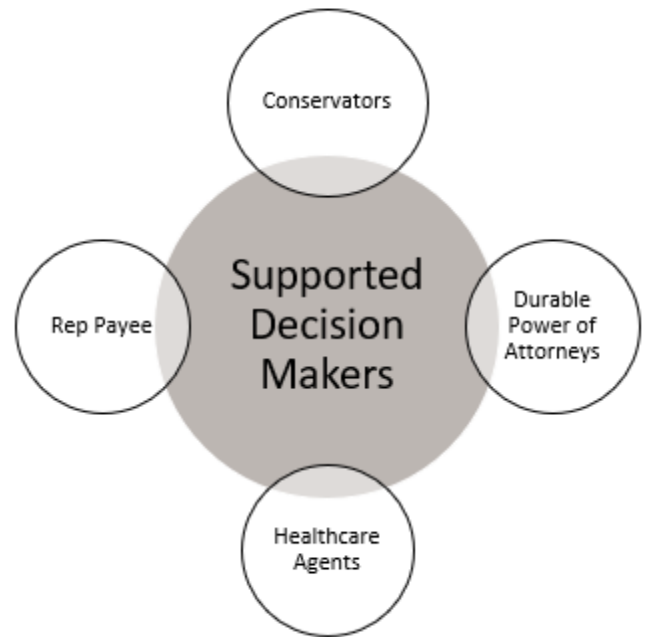 Conservators
Supported
Decision
Makers
Rep Payee
Durable
Power of
Attorneys
Healthcare
Agents